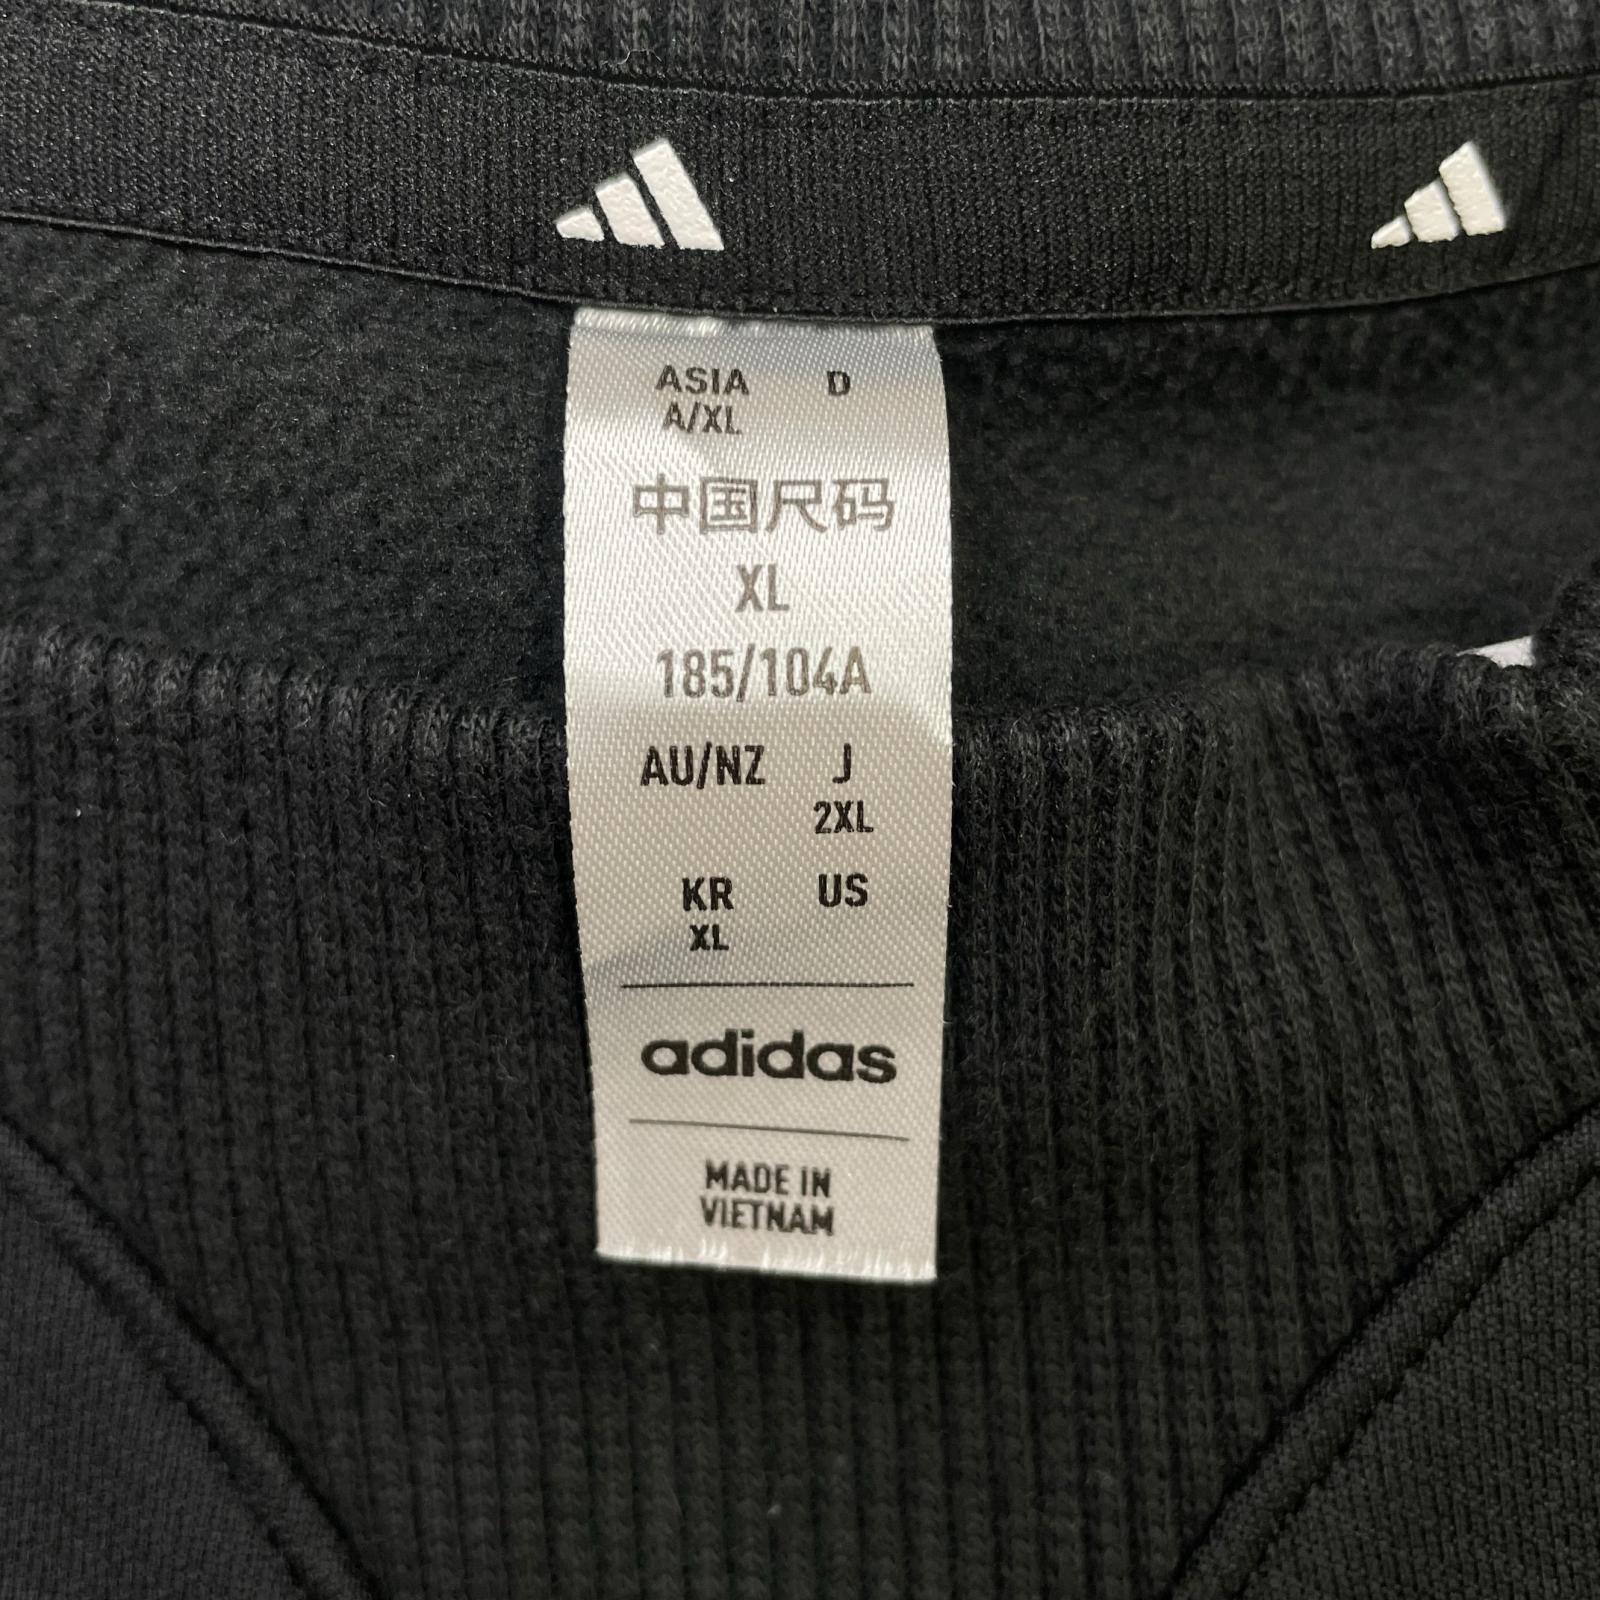 ASIA D
A/XL
中国尺码
XL
185/104A
AU/NZ J
2XL
KR US
XL
adidas
MADE IN
VIETNAM